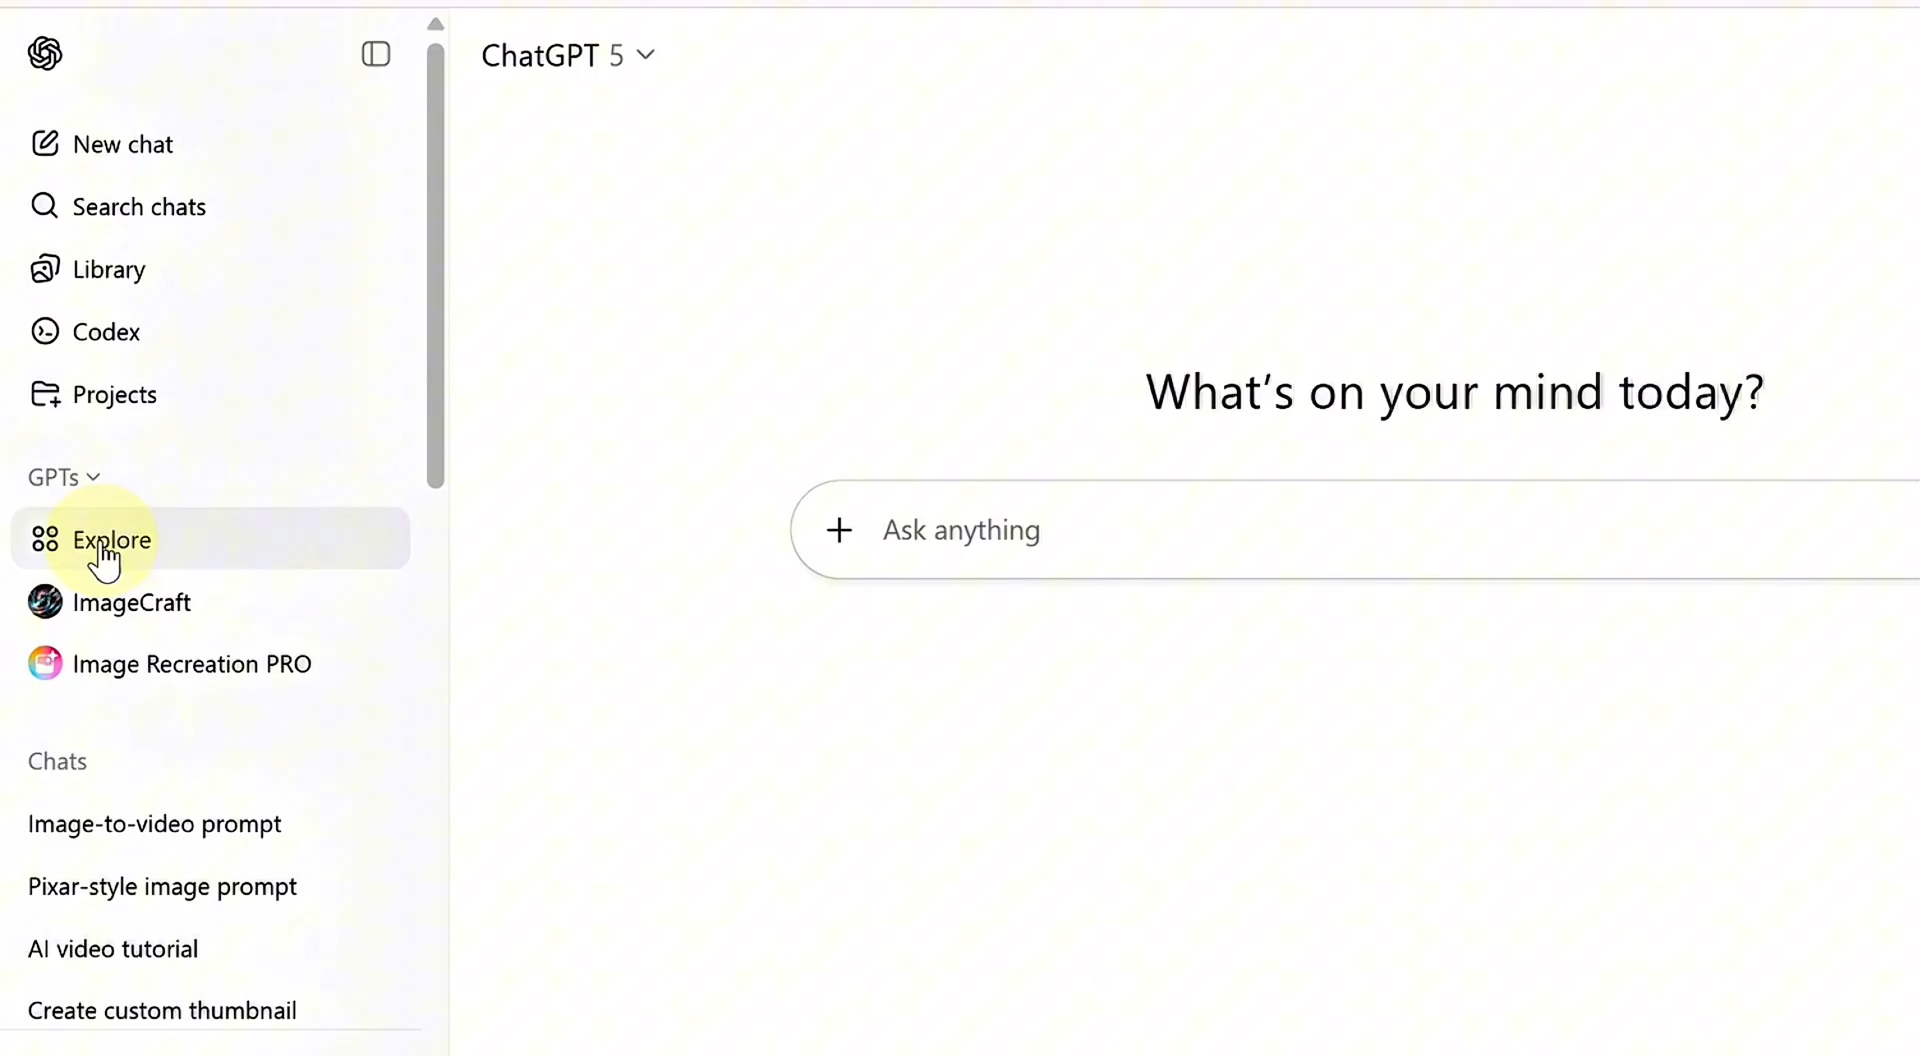 ChatGPT 5
New chat
Search chats
Library
Codex
Projects
GPTs
Explore
ImageCraft
Image Recreation PRO
Chats
Image-to-video prompt
Pixar-style image prompt
AI video tutorial
Create custom thumbnail
What's on your mind today?
Ask anything